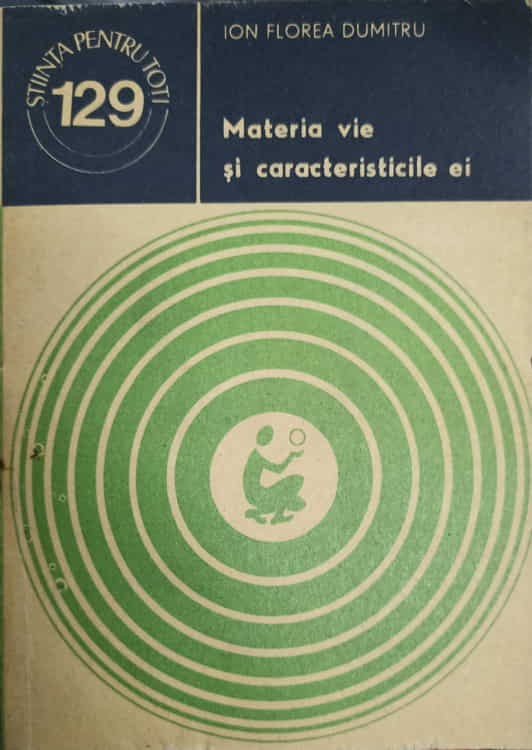 ȘTIINȚA PENTRU TOȚI
129
ION FLOREA DUMITRU
Materia vie
și caracteristicile ei